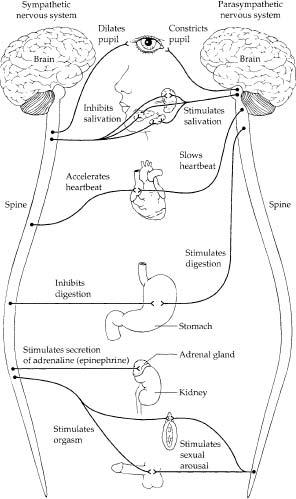 Sympathetic
nervous system
Parasympathetic
nervous system
Dilates
pupil
Constricts
pupil
Brain
Brain
Inhibits
salivation
Stimulates
salivation
Slows
heartbeat
Accelerates
heartbeat
Spine
Spine
Stimulates
digestion
Inhibits
digestion
Stomach
Stimulates secretion
of adrenaline (epinephrine)
Adrenal gland
Kidney
Stimulates
orgasm
Stimulates
sexual
arousal